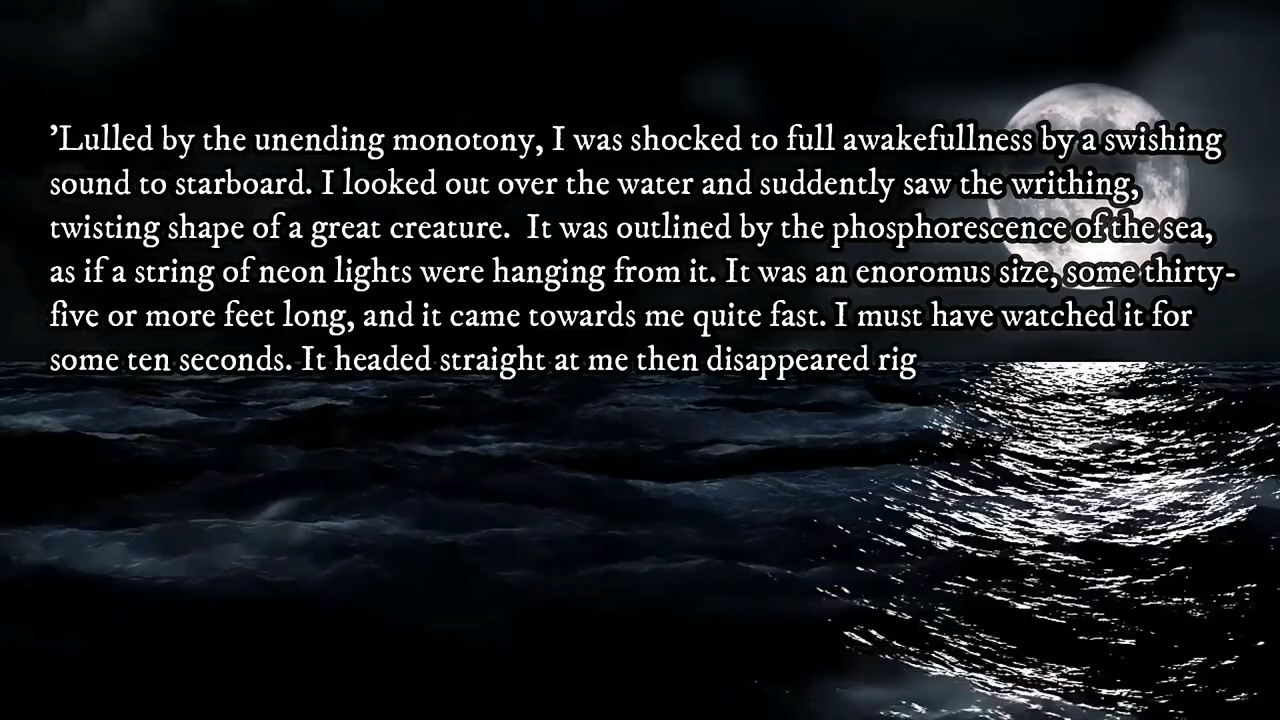 ’Lulled by the unending monotony, I was shocked to full awakefullness by a swishing
sound to starboard. I looked out over the water and suddently saw the writhing,
twisting shape of a great creature.  It was outlined by the phosphorescence of the sea,
as if a string of neon lights were hanging from it. It was an enoromus size, some thirty-
five or more feet long, and it came towards me quite fast. I must have watched it for
some ten seconds. It headed straight at me then disappeared rig